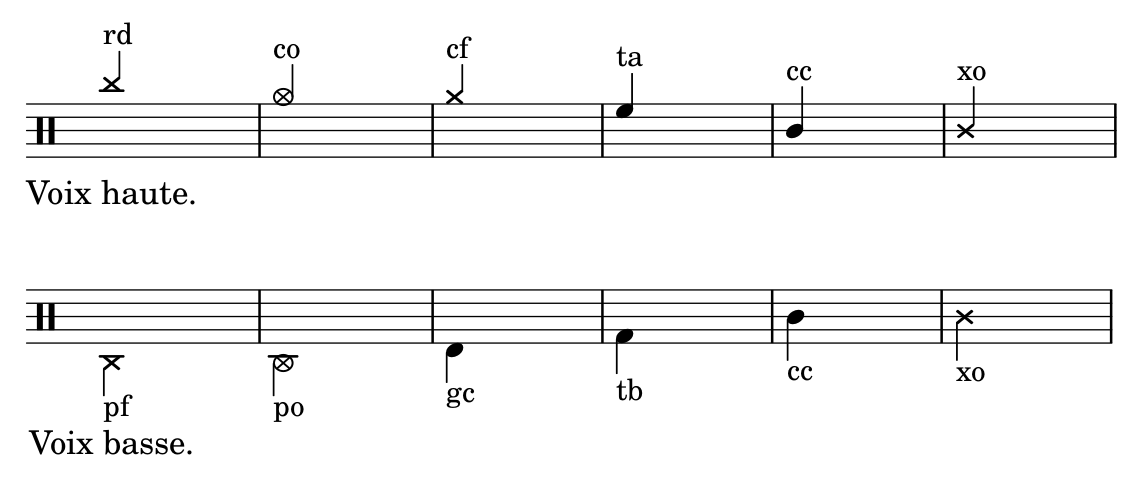 rd co cf ta cc xo
Voix haute.
pf po gc tb cc xo
Voix basse.